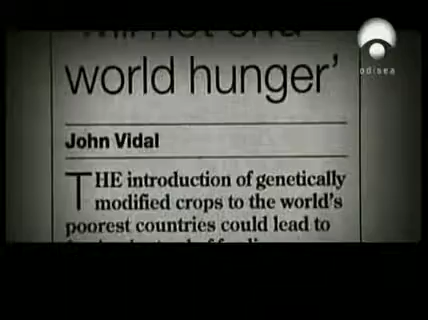 world hunger'
John Vidal
THE introduction of genetically
modified crops to the world's
poorest countries could lead to
odisea